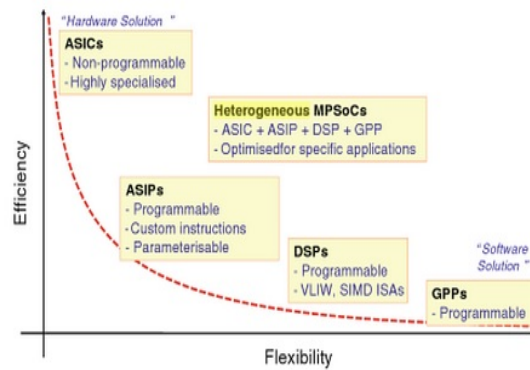 “Hardware Solution ”
ASICs
- Non-programmable
- Highly specialised
Heterogeneous MPSoCs
- ASIC + ASIP + DSP + GPP
- Optimisedfor specific applications
ASIPs
- Programmable
- Custom instructions
- Parameterisable
DSPs
- Programmable
- VLIW, SIMD ISAs
“Software
Solution ”
GPPs
- Programmable
Efficiency
Flexibility